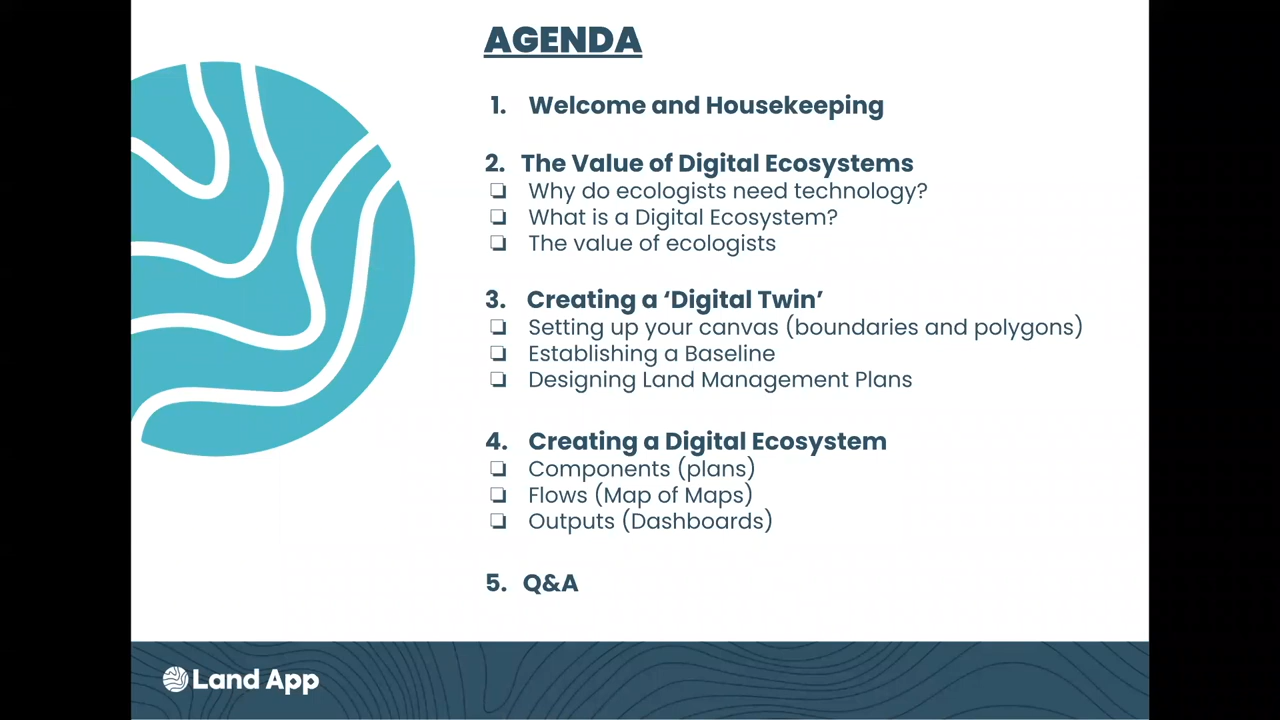 AGENDA
1. Welcome and Housekeeping
2. The Value of Digital Ecosystems
❏ Why do ecologists need technology?
❏ What is a Digital Ecosystem?
❏ The value of ecologists
3. Creating a ‘Digital Twin’
❏ Setting up your canvas (boundaries and polygons)
❏ Establishing a Baseline
❏ Designing Land Management Plans
4. Creating a Digital Ecosystem
❏ Components (plans)
❏ Flows (Map of Maps)
❏ Outputs (Dashboards)
5. Q&A
Land App